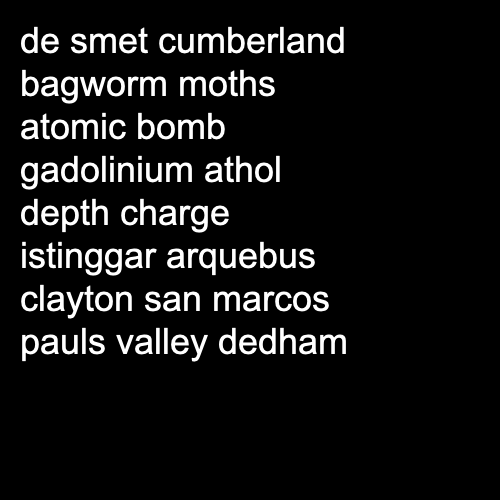 de smet cumberland
bagworm moths
atomic bomb
gadolinium athol
depth charge
istinggar arquebus
clayton san marcos
pauls valley dedham